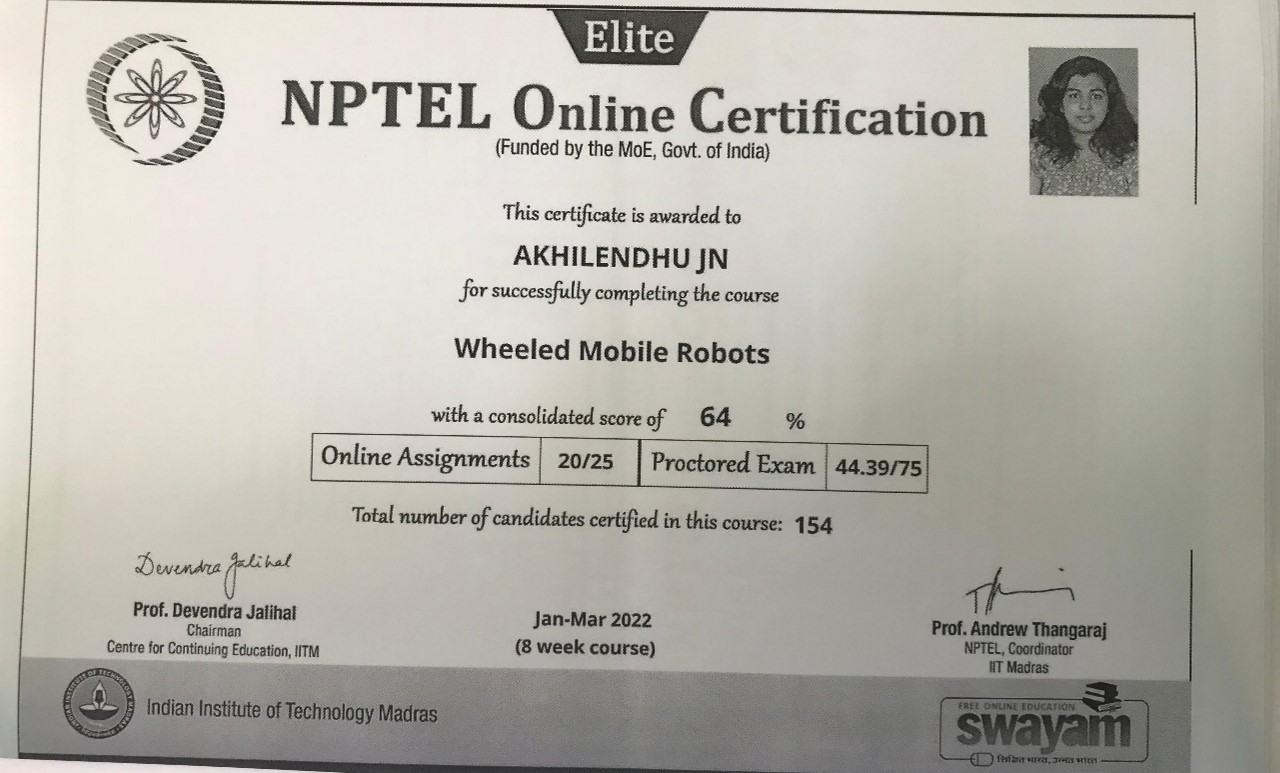 Elite
NPTEL Online Certification
(Funded by the MoE, Govt. of India)
This certificate is awarded to
AKHILENDHU JN
for successfully completing the course
Wheeled Mobile Robots
with a consolidated score of 64 %
Online Assignments 20/25 Proctored Exam 44.39/75
Total number of candidates certified in this course: 154
Devendra Jalihal
Prof. Devendra Jalihal
Chairman
Centre for Continuing Education, IITM
Jan-Mar 2022
(8 week course)
Prof. Andrew Thangaraj
NPTEL, Coordinator
IIT Madras
Indian Institute of Technology Madras
FREE ONLINE EDUCATION
swayam
शिक्षित भारत, उन्नत भारत